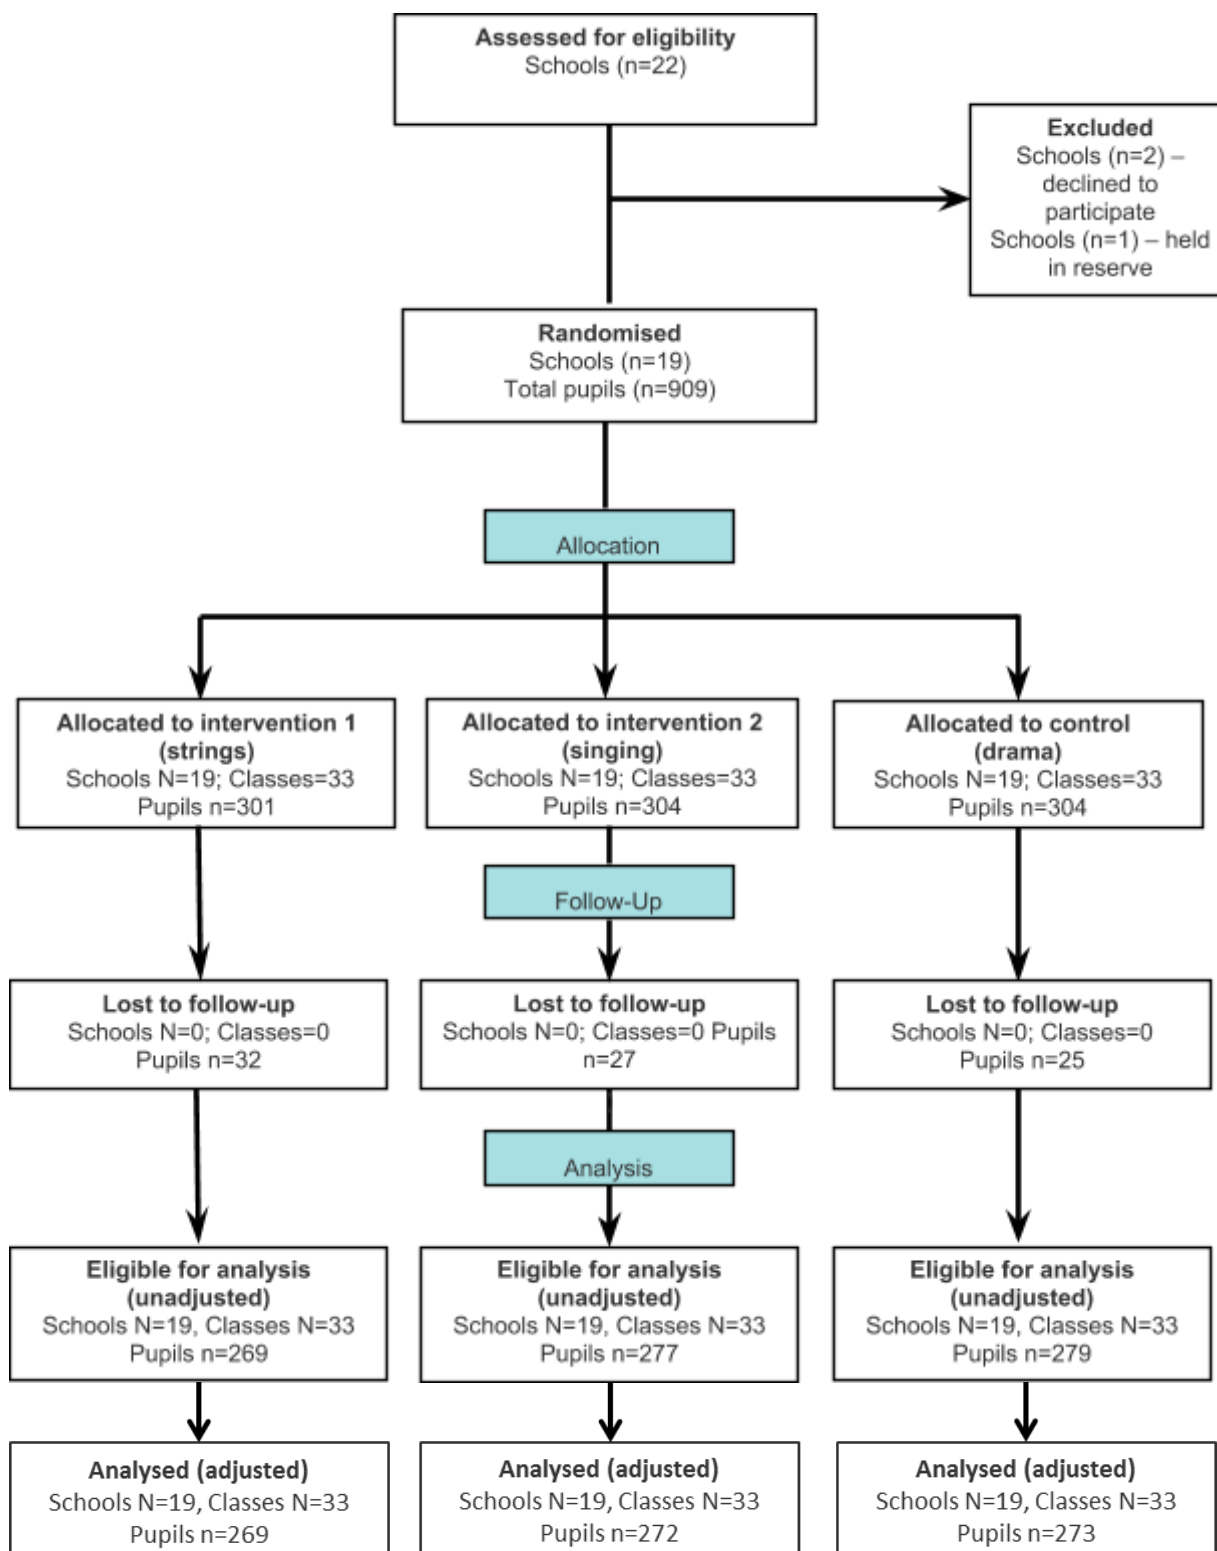 Assessed for eligibility
Schools (n=22)
Excluded
Schools (n=2) –
declined to
participate
Schools (n=1) – held
in reserve
Randomised
Schools (n=19)
Total pupils (n=909)
Allocation
Allocated to intervention 1
(strings)
Schools N=19; Classes=33
Pupils n=301
Allocated to intervention 2
(singing)
Schools N=19; Classes=33
Pupils n=304
Allocated to control
(drama)
Schools N=19; Classes=33
Pupils n=304
Follow-Up
Lost to follow-up
Schools N=0; Classes=0
Pupils n=32
Lost to follow-up
Schools N=0; Classes=0 Pupils
n=27
Lost to follow-up
Schools N=0; Classes=0
Pupils n=25
Analysis
Eligible for analysis
(unadjusted)
Schools N=19, Classes N=33
Pupils n=269
Eligible for analysis
(unadjusted)
Schools N=19, Classes N=33
Pupils n=277
Eligible for analysis
(unadjusted)
Schools N=19, Classes N=33
Pupils n=279
Analysed (adjusted)
Schools N=19, Classes N=33
Pupils n=269
Analysed (adjusted)
Schools N=19, Classes N=33
Pupils n=272
Analysed (adjusted)
Schools N=19, Classes N=33
Pupils n=273